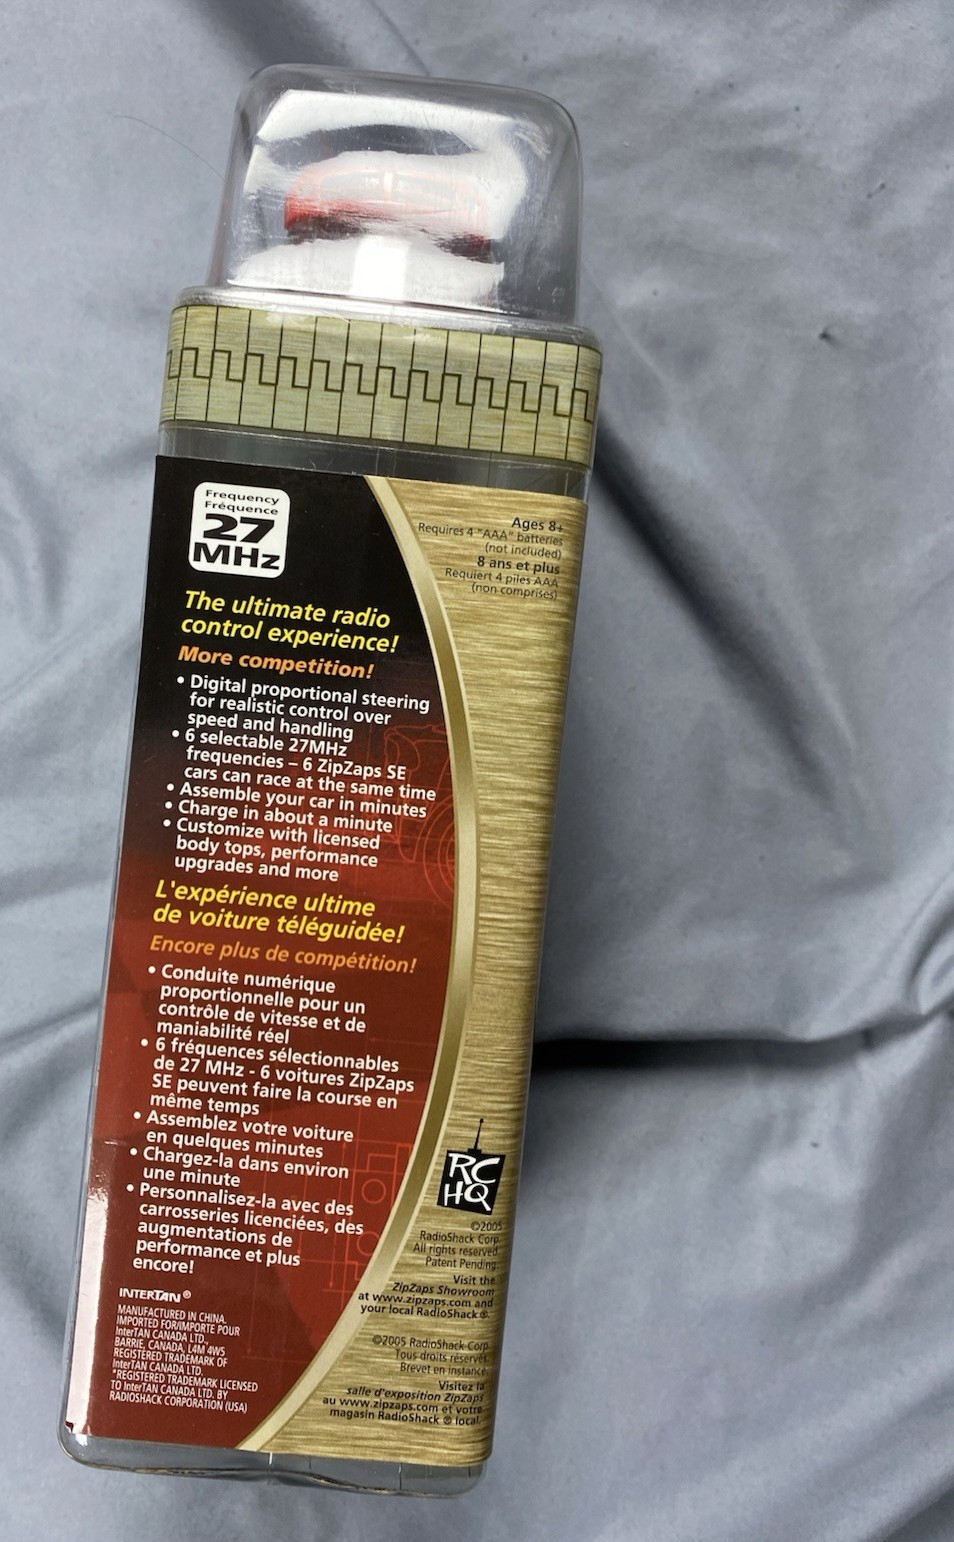 Frequency
Fréquence
27
MHz
The ultimate radio
control experience!
More competition!
• Digital proportional steering
for realistic control over
speed and handling
• 6 selectable 27MHz
frequencies – 6 ZipZaps SE
cars can race at the same time
• Assemble your car in minutes
• Charge in about a minute
• Customize with licensed
body tops, performance
upgrades and more
L'expérience ultime
de voiture téléguidée!
Encore plus de compétition!
• Conduite numérique
proportionnelle pour un
contrôle de vitesse et de
maniabilité réel
• 6 fréquences sélectionnables
de 27 MHz - 6 voitures ZipZaps
SE peuvent faire la course en
même temps
• Assemblez votre voiture
en quelques minutes
• Chargez-la dans environ
une minute
• Personnalisez-la avec des
carrosseries licenciées, des
augmentations de
performance et plus
encore!
INTERTAN®
MANUFACTURED IN CHINA.
IMPORTED FOR/IMPORTE POUR
InterTAN CANADA LTD.,
BARRIE, CANADA, L4M 4W5
REGISTERED TRADEMARK OF
InterTAN CANADA LTD.
*REGISTERED TRADEMARK LICENSED
TO InterTAN CANADA LTD. BY
RADIOSHACK CORPORATION (USA)
Ages 8+
Requires 4 "AAA" batteries
(not included)
8 ans et plus
Requiert 4 piles AAA
(non comprises)
RC
HQ
©2005
RadioShack Corp.
All rights reserved.
Patent Pending.
Visit the
ZipZaps Showroom
at www.zipzaps.com and
your local RadioShack ®.
©2005 RadioShack Corp.
Tous droits réservés.
Brevet en instance.
Visitez la
salle d'exposition ZipZaps
au www.zipzaps.com et votre
magasin RadioShack ® local.